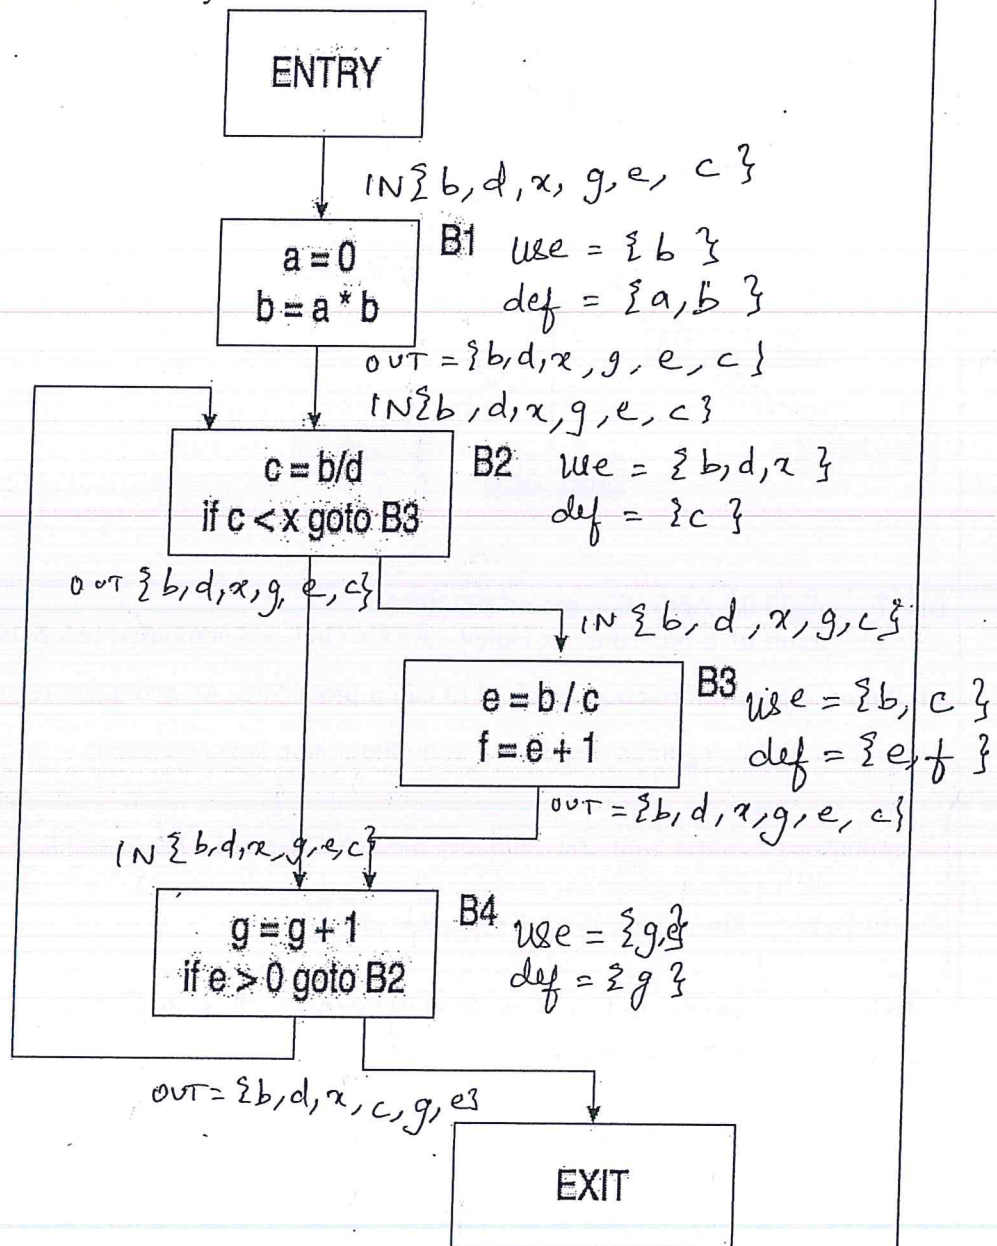 ENTRY
IN{b, d, x, g, e, c}
a = 0
b = a * b
B1
use = {b}
def = {a, b}
OUT = {b, d, x, g, e, c}
IN{b, d, x, g, e, c}
c = b/d
if c < x goto B3
B2
use = {b, d, x}
def = {c}
OUT {b, d, x, g, e, c}
IN {b, d, x, g, c}
e = b / c
f = e + 1
B3
use = {b, c}
def = {e, f}
OUT = {b, d, x, g, e, c}
IN {b, d, x, g, e, c}
g = g + 1
if e > 0 goto B2
B4
use = {g, e}
def = {g}
OUT = {b, d, x, c, g, e}
EXIT